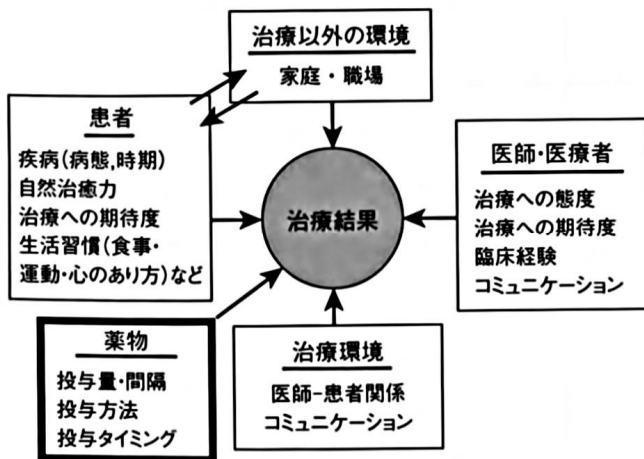 治療以外の環境
家庭・職場
患者
疾病(病態,時期)
自然治癒力
治療への期待度
生活習慣(食事・
運動・心のあり方)など
治療結果
医師・医療者
治療への態度
治療への期待度
臨床経験
コミュニケーション
薬物
投与量・間隔
投与方法
投与タイミング
治療環境
医師-患者関係
コミュニケーション